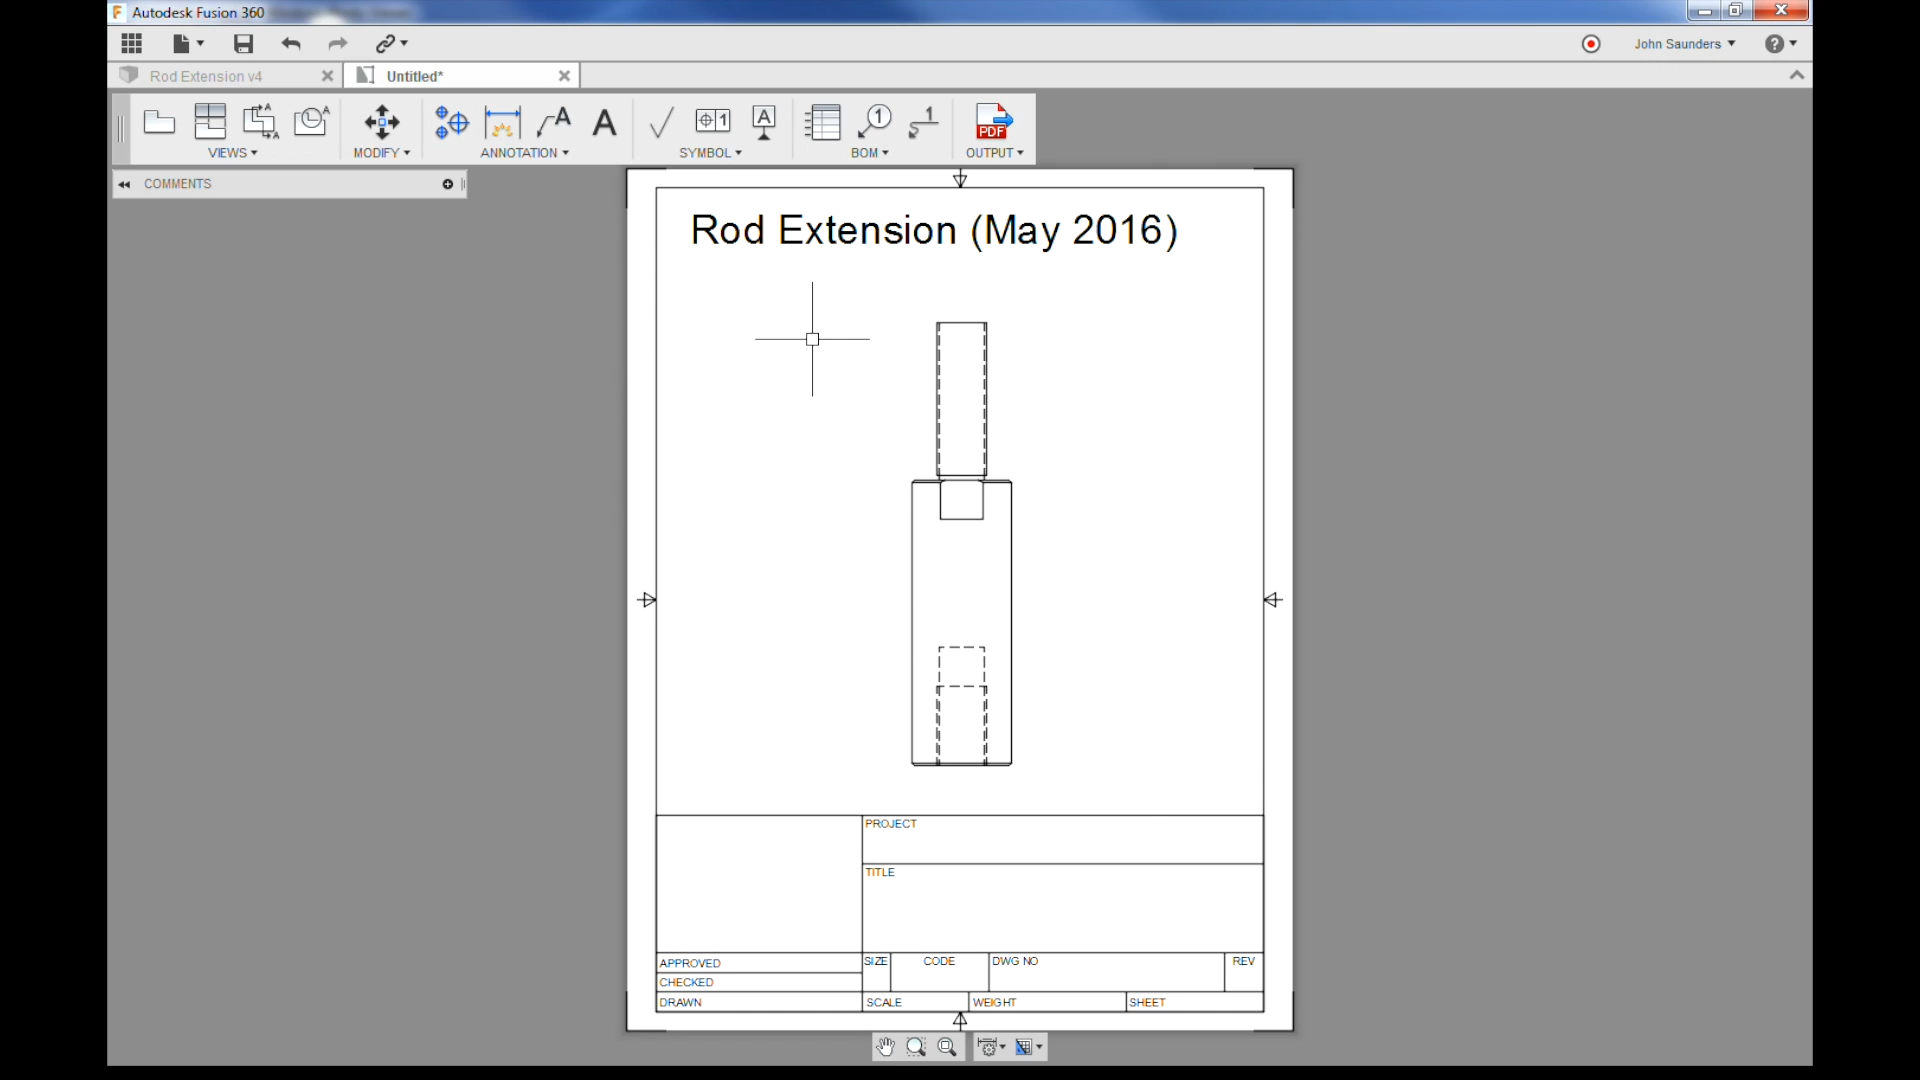 Autodesk Fusion 360
John Saunders
Rod Extension v4
Untitled*
VIEWS
MODIFY
ANNOTATION
SYMBOL
BOM
OUTPUT
COMMENTS
Rod Extension (May 2016)
PROJECT
TITLE
APPROVED
SIZE
CODE
DWG NO
REV
CHECKED
DRAWN
SCALE
WEIGHT
SHEET